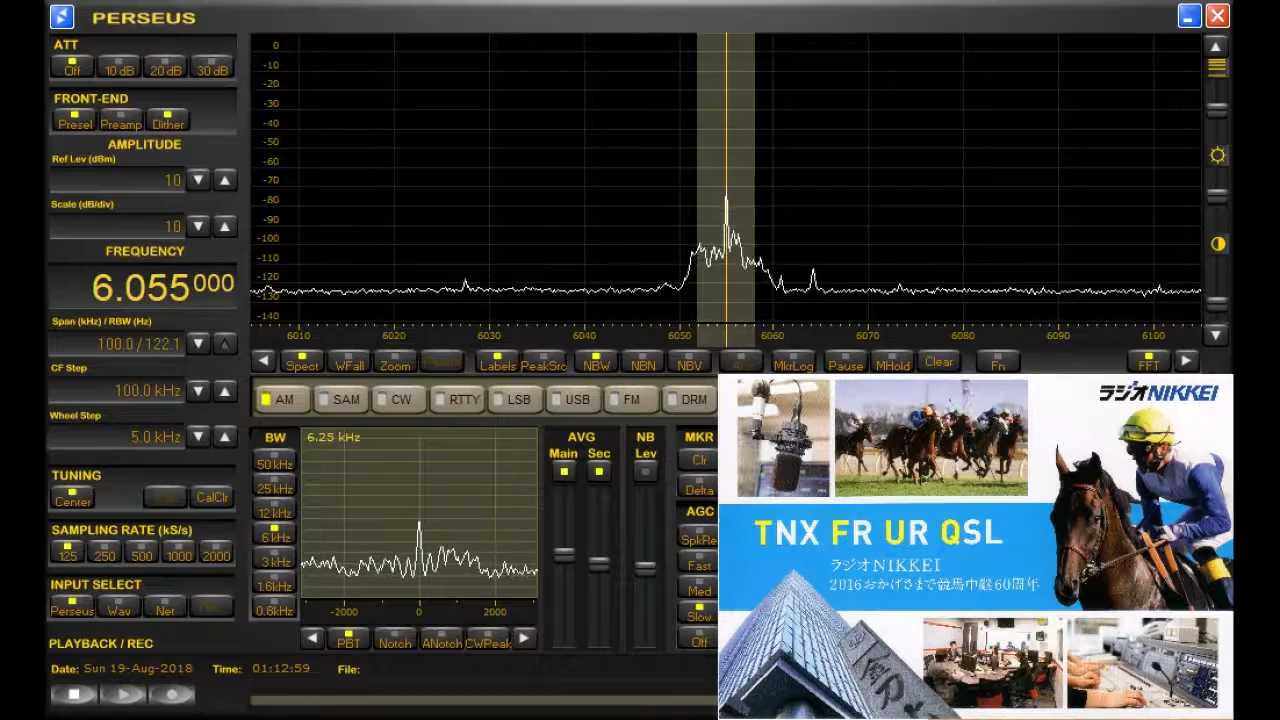 PERSEUS
ATT
Off 10 dB 20 dB 30 dB
FRONT-END
Presel Preamp Dither
AMPLITUDE
Ref Lev (dBm)
10
Scale (dB/div)
10
FREQUENCY
6.055000
Span (kHz) / RBW (Hz)
100.0 / 122.1
CF Step
100.0 kHz
Wheel Step
5.0 kHz
TUNING
Center CalClr
SAMPLING RATE (kS/s)
125 250 500 1000 2000
INPUT SELECT
Perseus Wav Net
PLAYBACK / REC
Date: Sun 19-Aug-2018 Time: 01:12:59 File:
0
-10
-20
-30
-40
-50
-60
-70
-80
-90
-100
-110
-120
-130
-140
6010 6020 6030 6040 6050 6060 6070 6080 6090 6100
Spect WFall Zoom Labels PeakSrc NBW NBN NBV MkrLog Pause MHold Clear Fn FFT
AM SAM CW RTTY LSB USB FM DRM
BW
50 kHz
25 kHz
12 kHz
6 kHz
3 kHz
1.6kHz
0.8kHz
6.25 kHz
-2000 0 2000
PBT Notch ANotch CWPeak
AVG
Main Sec
NB
Lev
MKR
Clr
Delta
AGC
SpkRe
Fast
Med
Slow
Off
ラジオNIKKEI
TNX FR UR QSL
ラジオNIKKEI
2016おかげさまで競馬中継60周年